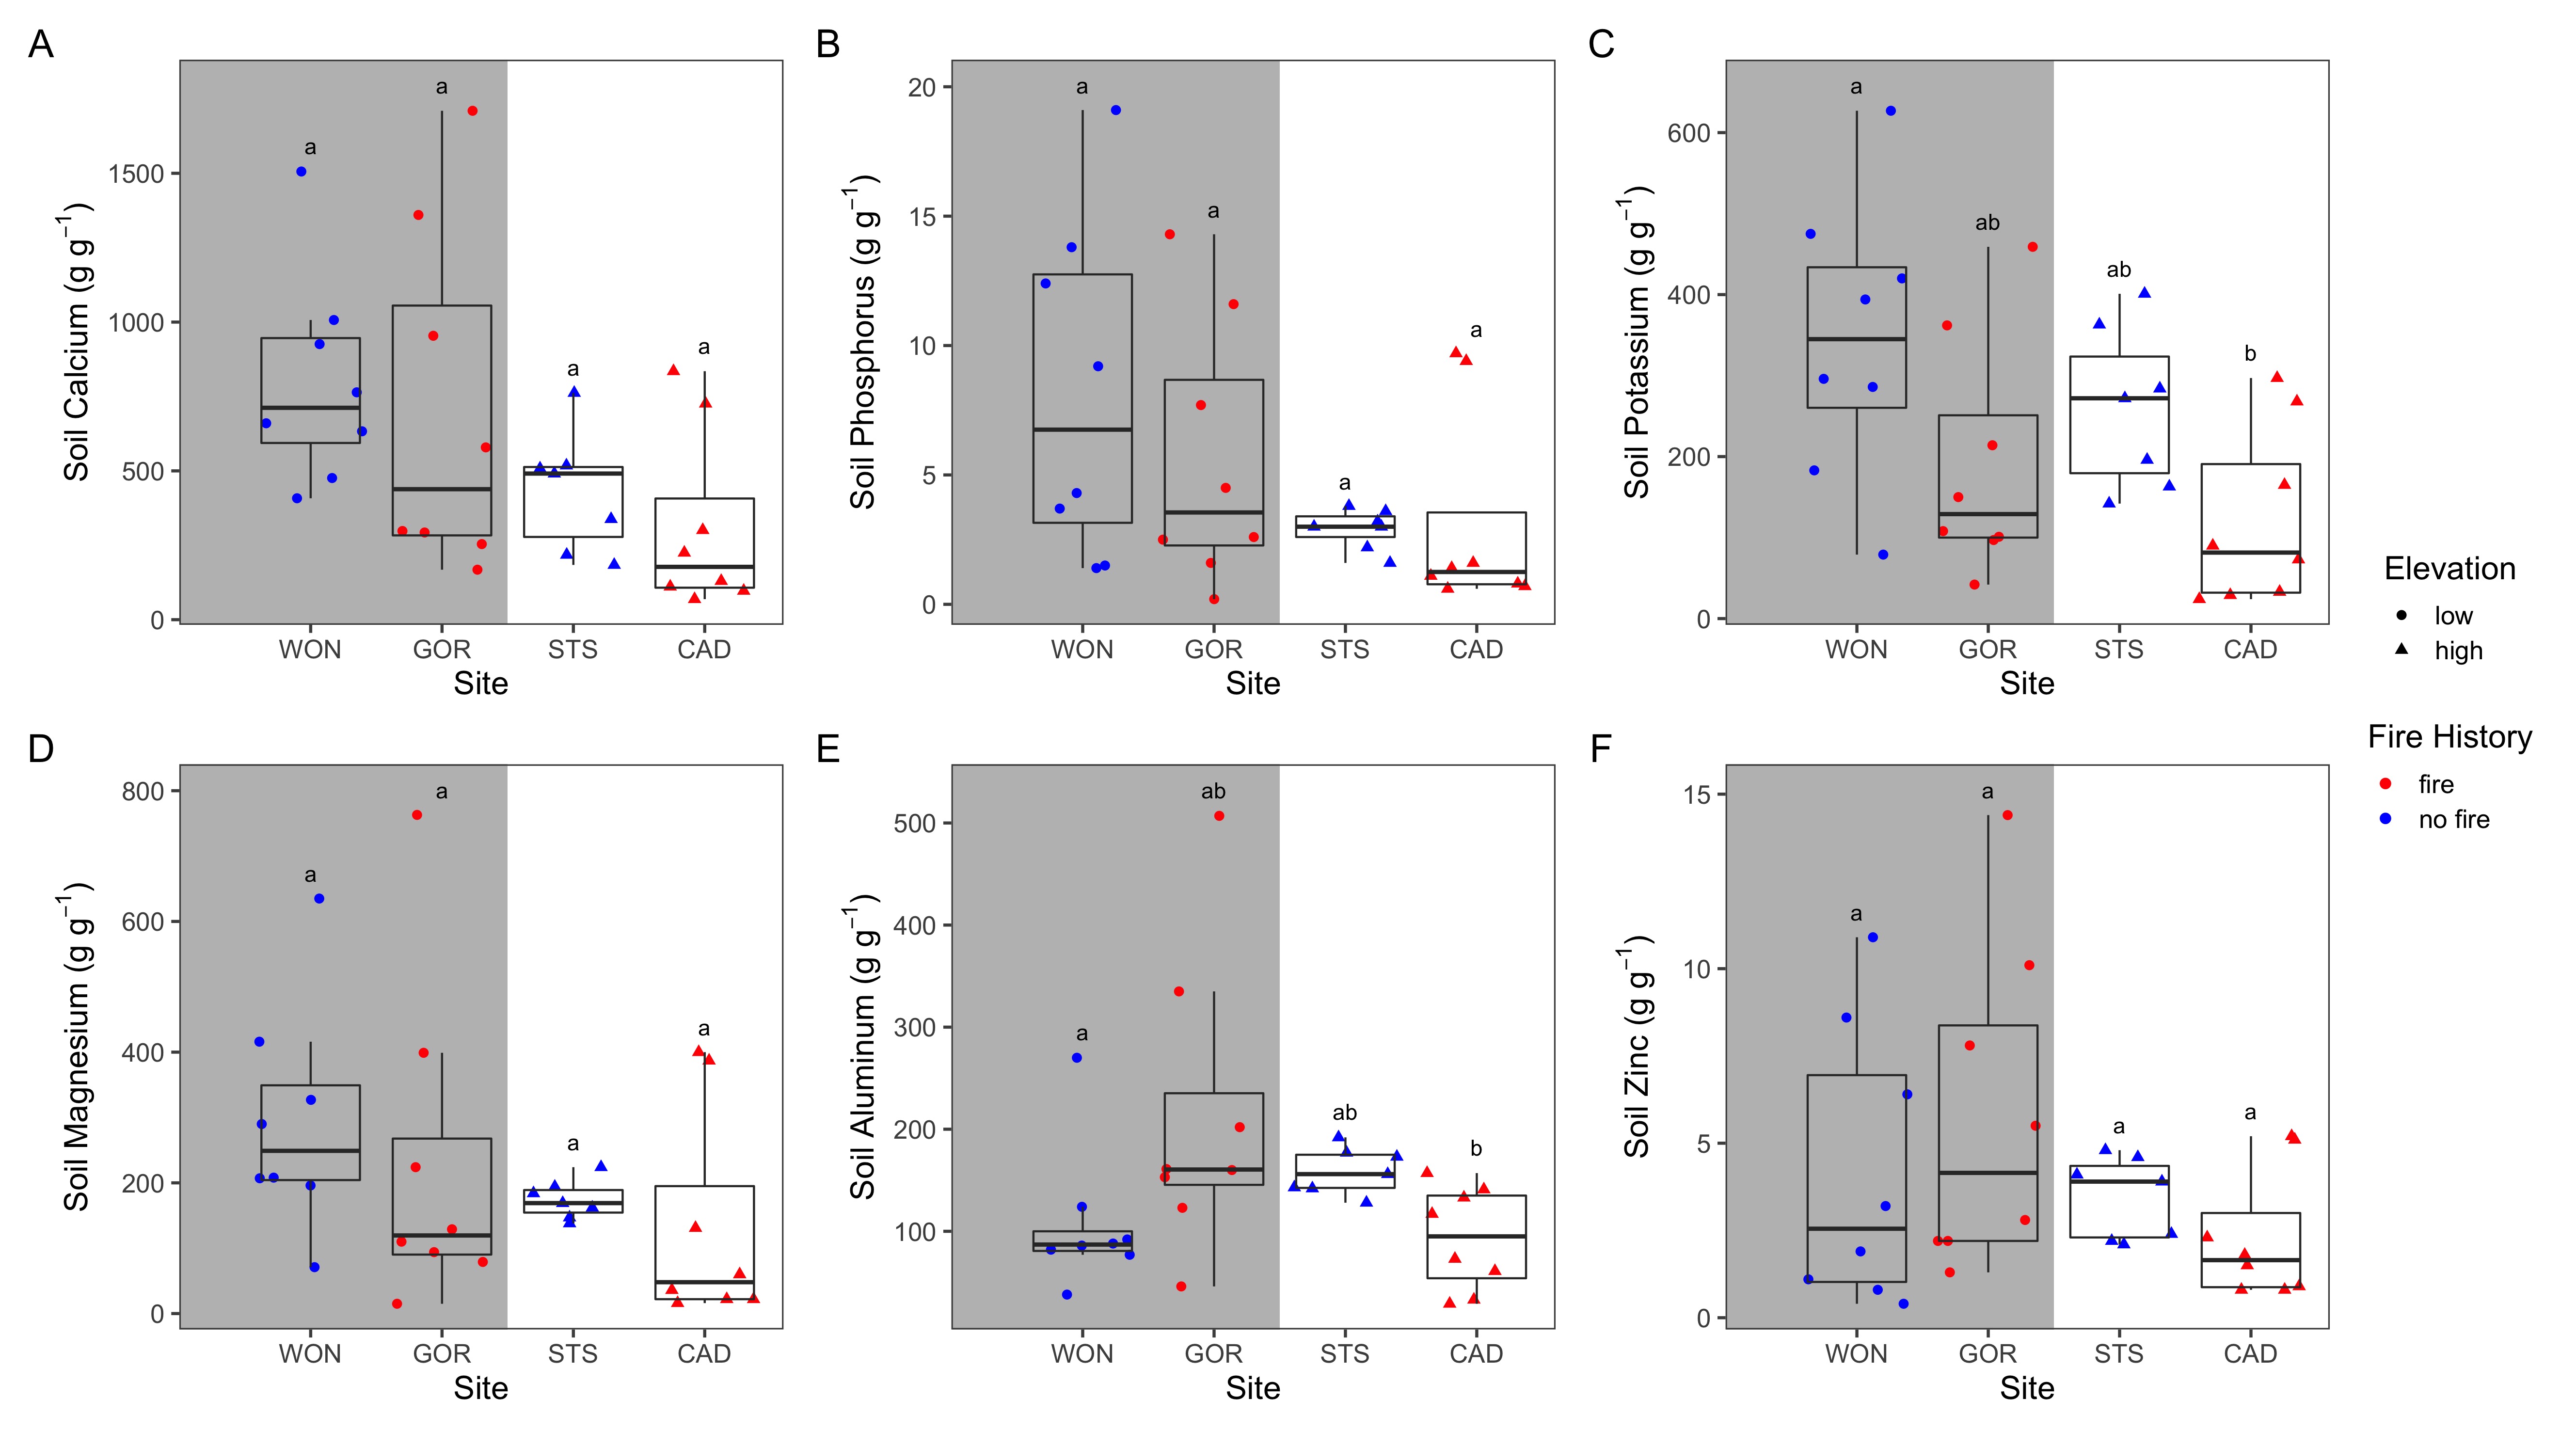 A
Soil Calcium (g g⁻¹)
1500
1000
500
0
a
a
a
a
WON
GOR
STS
CAD
Site
B
Soil Phosphorus (g g⁻¹)
20
15
10
5
0
a
a
a
a
WON
GOR
STS
CAD
Site
C
Soil Potassium (g g⁻¹)
600
400
200
0
a
ab
ab
b
WON
GOR
STS
CAD
Site
Elevation
low
high
Fire History
fire
no fire
D
Soil Magnesium (g g⁻¹)
800
600
400
200
0
a
a
a
a
WON
GOR
STS
CAD
Site
E
Soil Aluminum (g g⁻¹)
500
400
300
200
100
a
ab
ab
b
WON
GOR
STS
CAD
Site
F
Soil Zinc (g g⁻¹)
15
10
5
0
a
a
a
a
WON
GOR
STS
CAD
Site